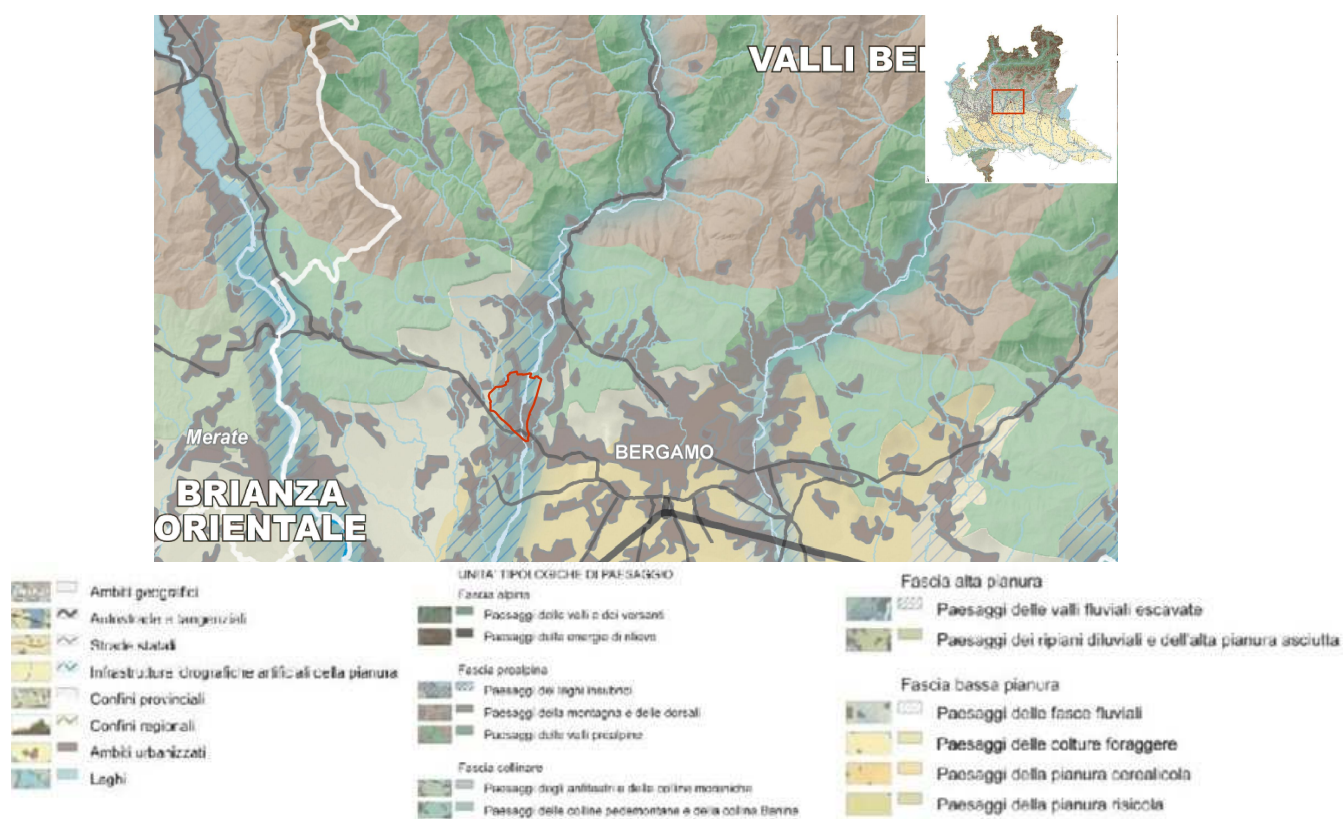 VALLI BE
Merate
BERGAMO
BRIANZA
ORIENTALE
Ambiti geografici
Autostrade e tangenziali
Strade statali
Infrastrutture idrografiche artificiali della pianura
Confini provinciali
Confini regionali
Ambiti urbanizzati
Laghi
UNITA' TIPOLOGICHE DI PAESAGGIO
Fascia alpina
Paesaggi delle valli e dei versanti
Paesaggi delle energie di rilievo
Fascia prealpina
Paesaggi dei laghi insubrici
Paesaggi della montagna e delle dorsali
Paesaggi delle valli prealpine
Fascia collinare
Paesaggi degli anfiteatri e delle colline moreniche
Paesaggi delle colline pedemontane e della collina Banina
Fascia alta pianura
Paesaggi delle valli fluviali escavate
Paesaggi dei ripiani diluviali e dell'alta pianura asciutta
Fascia bassa pianura
Paesaggi delle fasce fluviali
Paesaggi delle colture foraggere
Paesaggi della pianura cerealicola
Paesaggi della pianura risicola